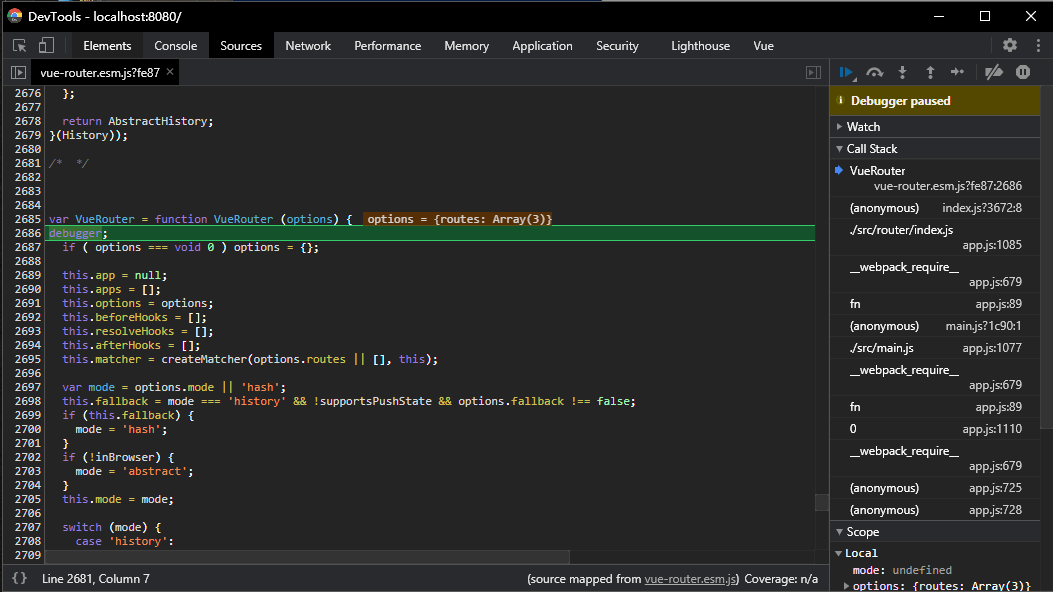 DevTools - localhost:8080/
Elements Console Sources Network Performance Memory Application Security Lighthouse Vue
vue-router.esm.js?fe87 ×
2676   };
2677
2678   return AbstractHistory;
2679 }(History));
2680
2681 /*  */
2682
2683
2684
2685 var VueRouter = function VueRouter (options) {  options = {routes: Array(3)}
2686 debugger;
2687   if ( options === void 0 ) options = {};
2688
2689   this.app = null;
2690   this.apps = [];
2691   this.options = options;
2692   this.beforeHooks = [];
2693   this.resolveHooks = [];
2694   this.afterHooks = [];
2695   this.matcher = createMatcher(options.routes || [], this);
2696
2697   var mode = options.mode || 'hash';
2698   this.fallback = mode === 'history' && !supportsPushState && options.fallback !== false;
2699   if (this.fallback) {
2700     mode = 'hash';
2701   }
2702   if (!inBrowser) {
2703     mode = 'abstract';
2704   }
2705   this.mode = mode;
2706
2707   switch (mode) {
2708     case 'history':
2709
{} Line 2681, Column 7
(source mapped from vue-router.esm.js) Coverage: n/a
Debugger paused
Watch
Call Stack
VueRouter
vue-router.esm.js?fe87:2686
(anonymous) index.js?3672:8
./src/router/index.js
app.js:1085
__webpack_require__
app.js:679
fn app.js:89
(anonymous) main.js?1c90:1
./src/main.js app.js:1077
__webpack_require__
app.js:679
fn app.js:89
0 app.js:1110
__webpack_require__
app.js:679
(anonymous) app.js:725
(anonymous) app.js:728
Scope
Local
mode: undefined
options: {routes: Array(3)}